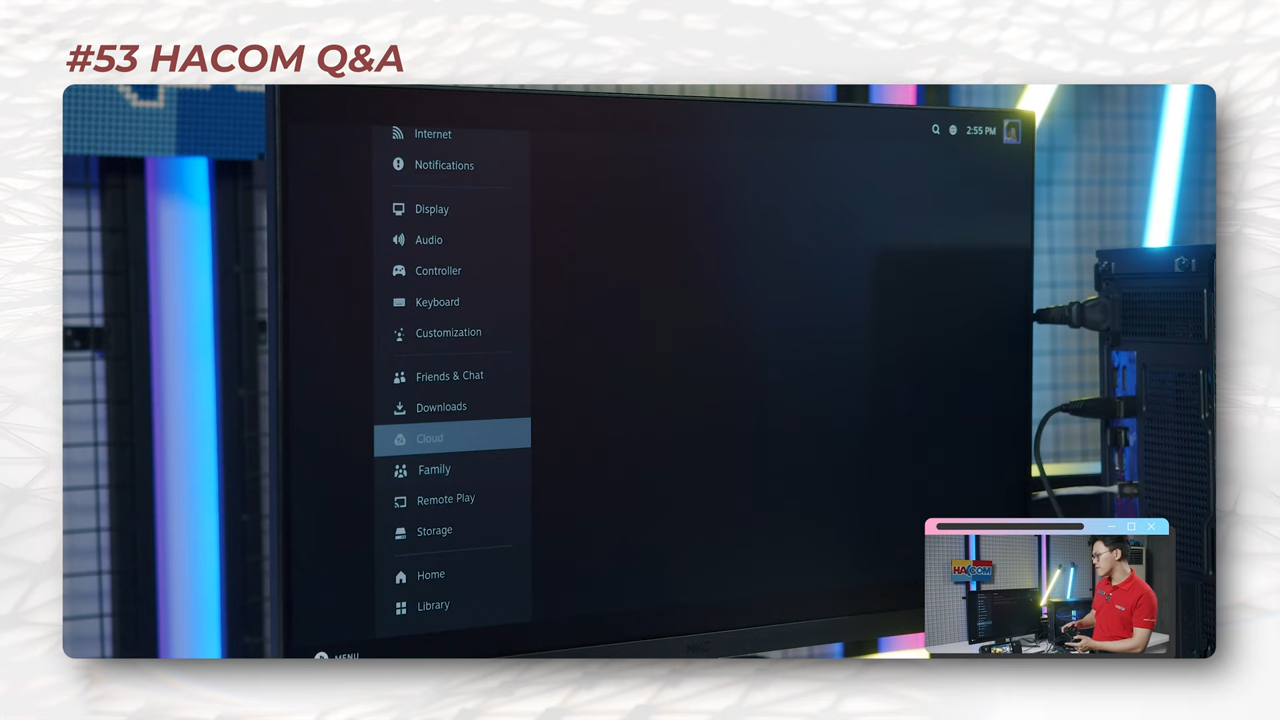 #53 HACOM Q&A
Internet
Notifications
2:55 PM
Display
Audio
Controller
Keyboard
Customization
Friends & Chat
Downloads
Cloud
Family
Remote Play
Storage
Home
Library
MENU
HACOM